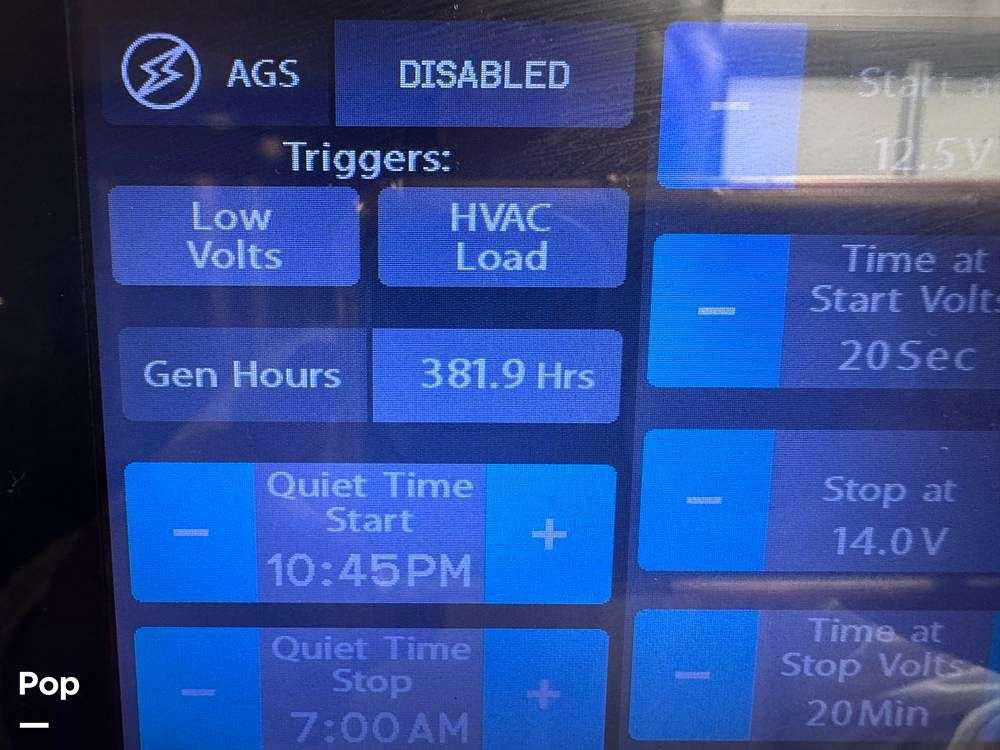 AGS
DISABLED
Triggers:
Low
Volts
HVAC
Load
Gen Hours
381.9 Hrs
Quiet Time
Start
10:45PM
Quiet Time
Stop
7:00AM
Start at
12.5V
Time at
Start Volts
20Sec
Stop at
14.0V
Time at
Stop Volts
20Min
Pop